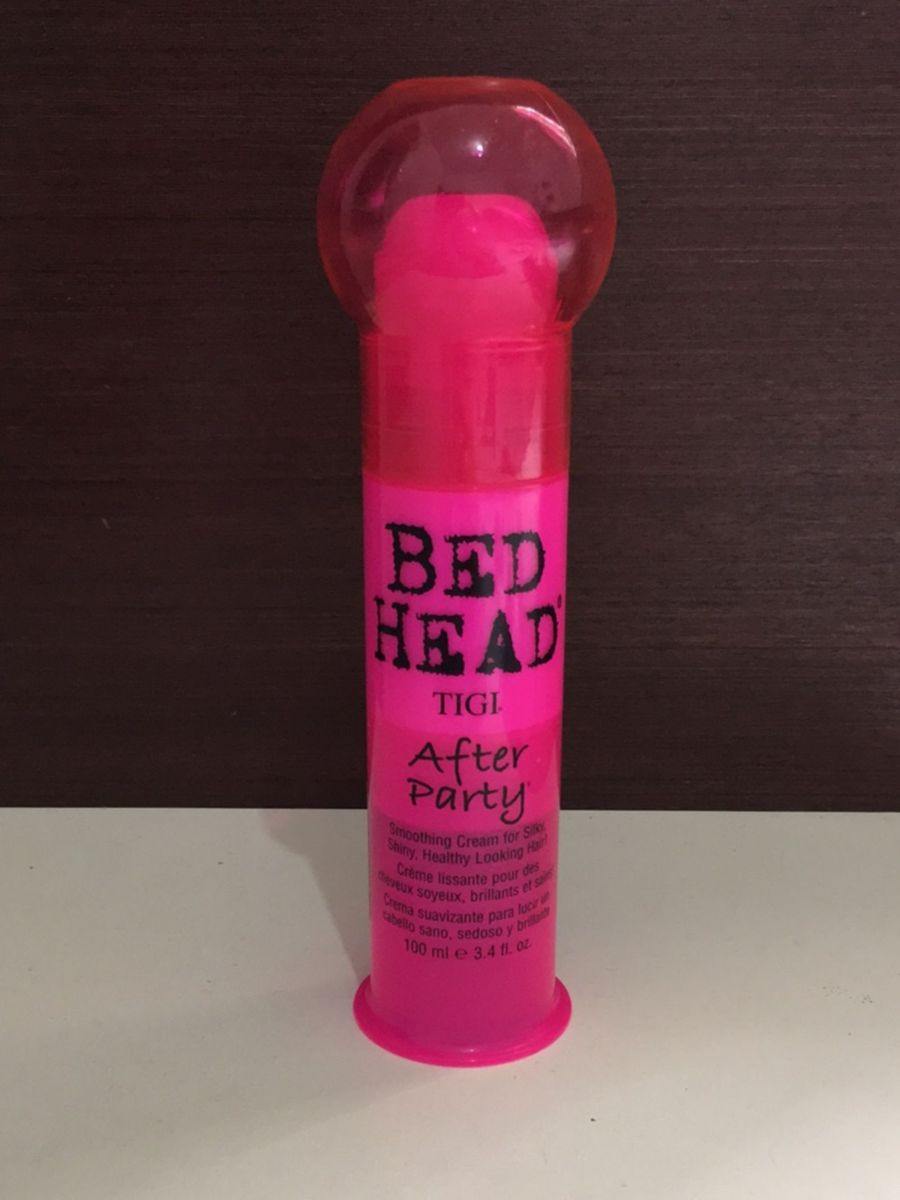 BED
HEAD®
TIGI
After
Party
Smoothing Cream for Silky,
Shiny, Healthy Looking Hair!
Crème lissante pour des
cheveux soyeux, brillants et sains!
Crema suavizante para lucir un
cabello sano, sedoso y brillante
100 ml ℮ 3.4 fl. oz.